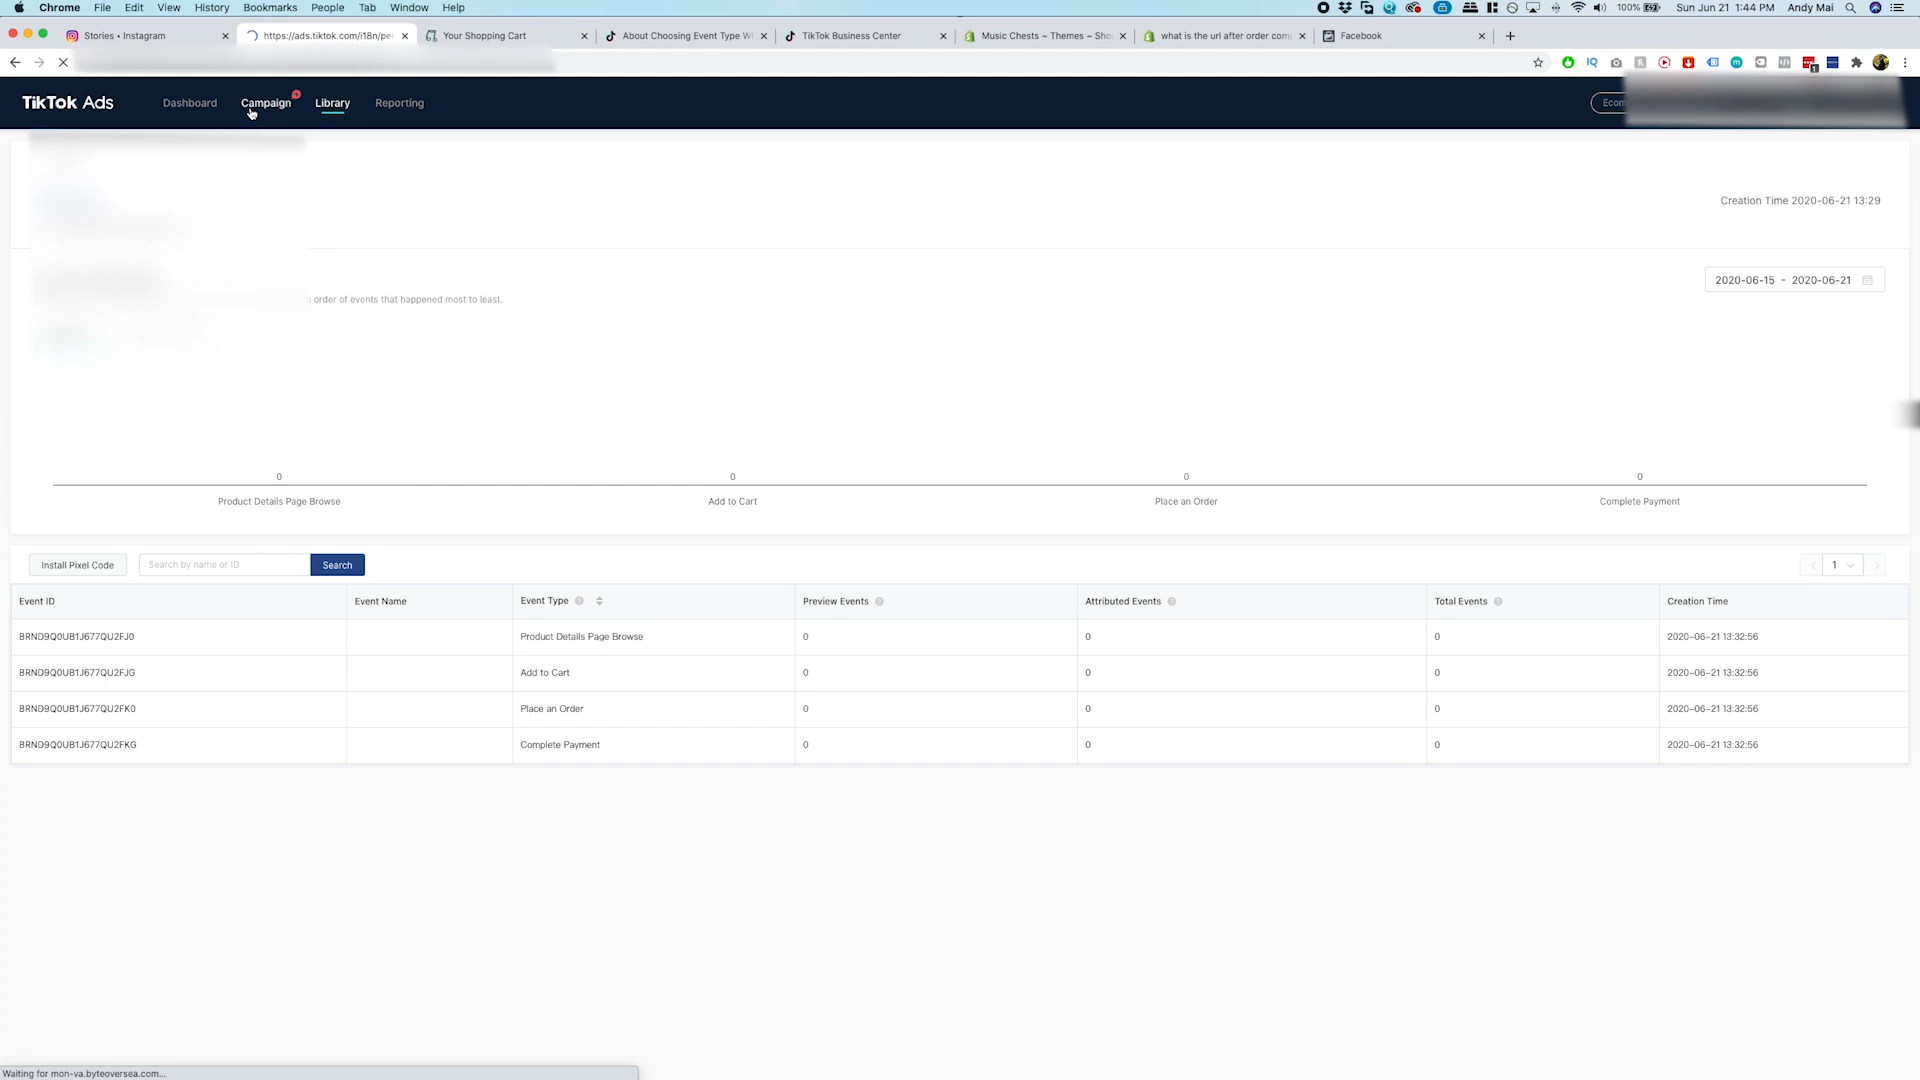 Chrome File Edit View History Bookmarks People Tab Window Help 100% Sun Jun 21 1:44 PM Andy Mai
Stories • Instagram https://ads.tiktok.com/i18n/per Your Shopping Cart About Choosing Event Type W TikTok Business Center Music Chests ~ Themes ~ Sho what is the url after order com Facebook
TikTok Ads Dashboard Campaign Library Reporting Ecom
Creation Time 2020-06-21 13:29
2020-06-15 - 2020-06-21
order of events that happened most to least.
0 0 0 0
Product Details Page Browse Add to Cart Place an Order Complete Payment
Install Pixel Code Search by name or ID Search 1
Event ID Event Name Event Type Preview Events Attributed Events Total Events Creation Time
BRND9Q0UB1J677QU2FJ0 Product Details Page Browse 0 0 0 2020-06-21 13:32:56
BRND9Q0UB1J677QU2FJG Add to Cart 0 0 0 2020-06-21 13:32:56
BRND9Q0UB1J677QU2FK0 Place an Order 0 0 0 2020-06-21 13:32:56
BRND9Q0UB1J677QU2FKG Complete Payment 0 0 0 2020-06-21 13:32:56
Waiting for mon-va.byteoversea.com...